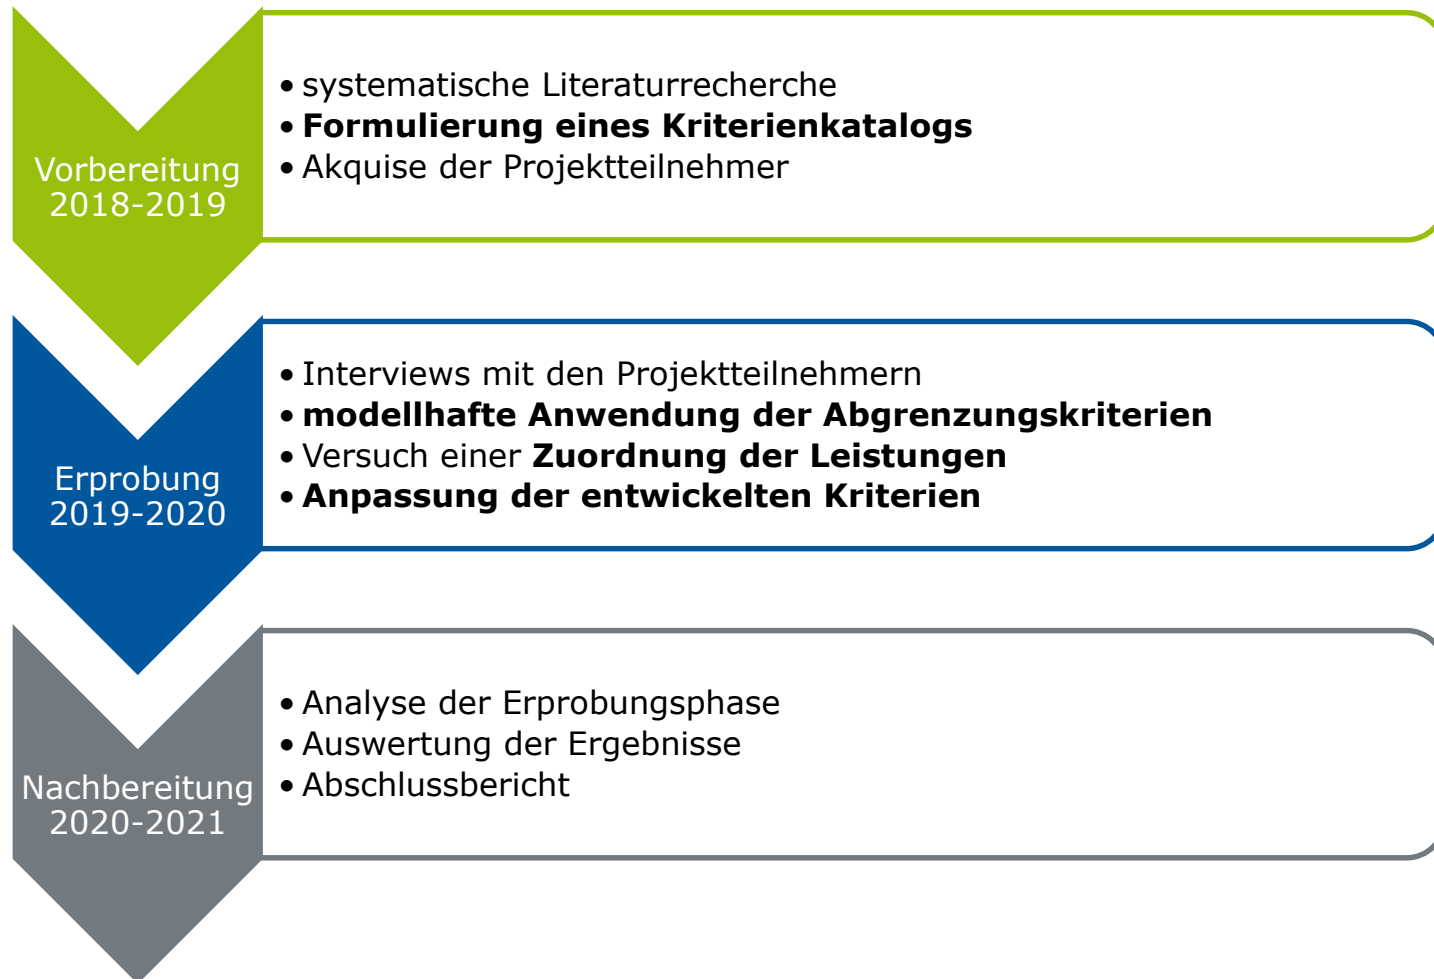 Vorbereitung
2018-2019
• systematische Literaturrecherche
• Formulierung eines Kriterienkatalogs
• Akquise der Projektteilnehmer
Erprobung
2019-2020
• Interviews mit den Projektteilnehmern
• modellhafte Anwendung der Abgrenzungskriterien
• Versuch einer Zuordnung der Leistungen
• Anpassung der entwickelten Kriterien
Nachbereitung
2020-2021
• Analyse der Erprobungsphase
• Auswertung der Ergebnisse
• Abschlussbericht